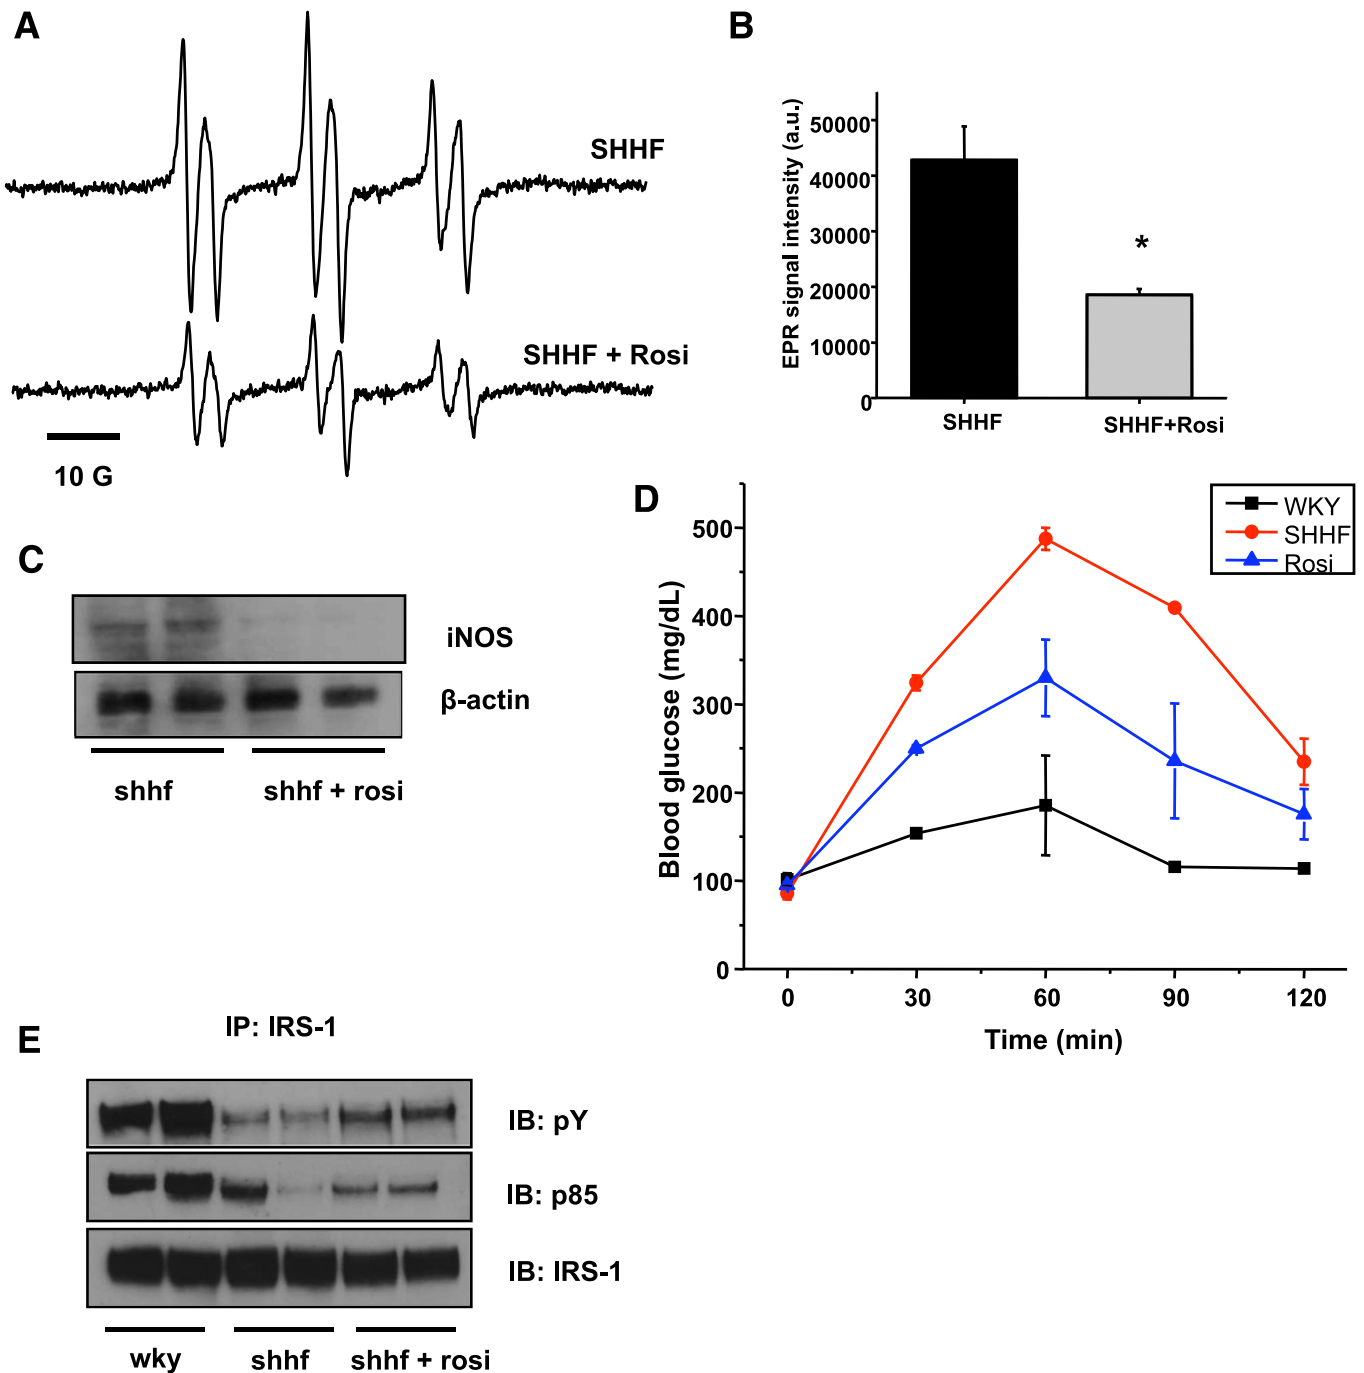 A
SHHF
SHHF + Rosi
10 G
B
EPR signal intensity (a.u.)
50000
40000
30000
20000
10000
0
*
SHHF
SHHF+Rosi
C
iNOS
β-actin
shhf
shhf + rosi
D
WKY
SHHF
Rosi
Blood glucose (mg/dL)
500
400
300
200
100
0
0
30
60
90
120
Time (min)
E
IP: IRS-1
IB: pY
IB: p85
IB: IRS-1
wky
shhf
shhf + rosi